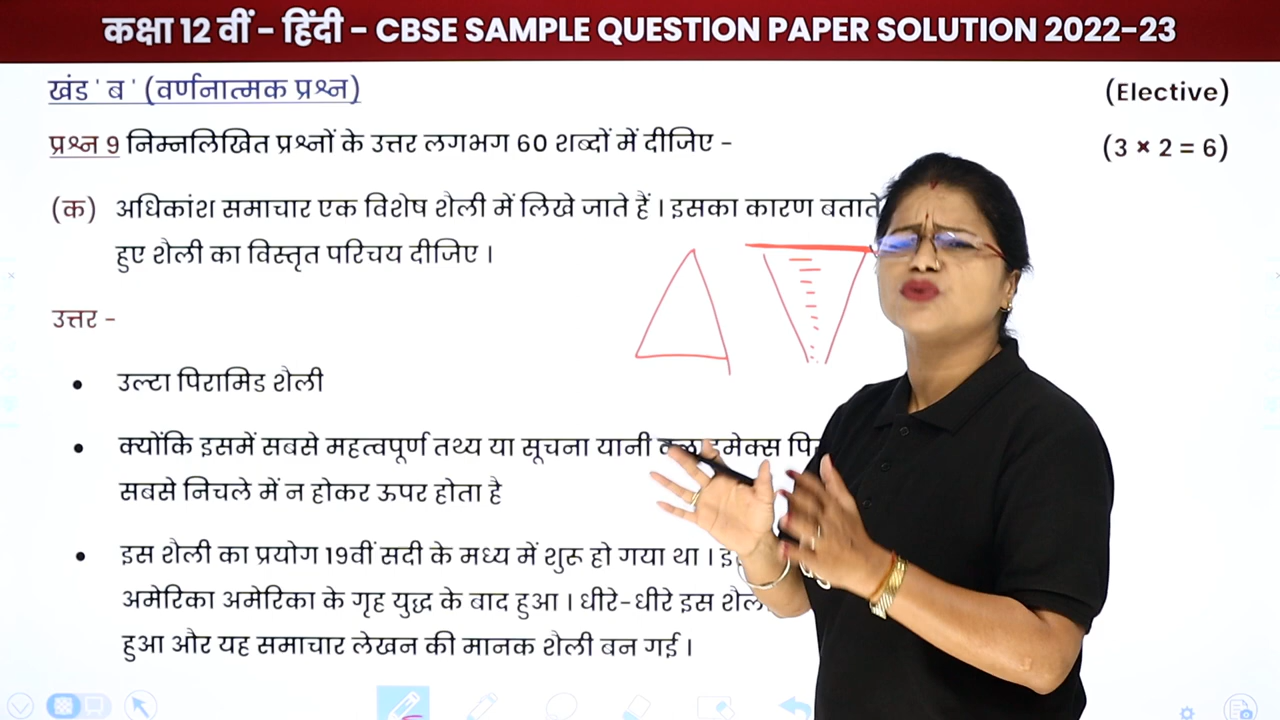 कक्षा 12 वीं – हिंदी – CBSE SAMPLE QUESTION PAPER SOLUTION 2022-23
खंड ' ब ' (वर्णनात्मक प्रश्न) (Elective)
प्रश्न 9 निम्नलिखित प्रश्नों के उत्तर लगभग 60 शब्दों में दीजिए – (3 × 2 = 6)
(क) अधिकांश समाचार एक विशेष शैली में लिखे जाते हैं । इसका कारण बताते
हुए शैली का विस्तृत परिचय दीजिए ।
उत्तर –
• उल्टा पिरामिड शैली
• क्योंकि इसमें सबसे महत्वपूर्ण तथ्य या सूचना यानी
सबसे निचले में न होकर ऊपर होता है
• इस शैली का प्रयोग 19वीं सदी के मध्य में शुरू हो गया था ।
अमेरिका अमेरिका के गृह युद्ध के बाद हुआ । धीरे-धीरे इस
हुआ और यह समाचार लेखन की मानक शैली बन गई ।